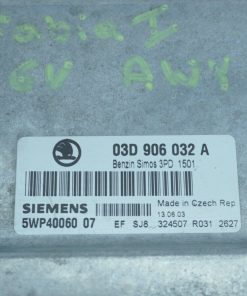 Fabia I
6V AWY
03D 906 032 A
Benzin Simos 3PD 1501
SIEMENS
Made in Czech Rep
13.06.03
5WP40060 07 EF SJ8 324507 R031 2627